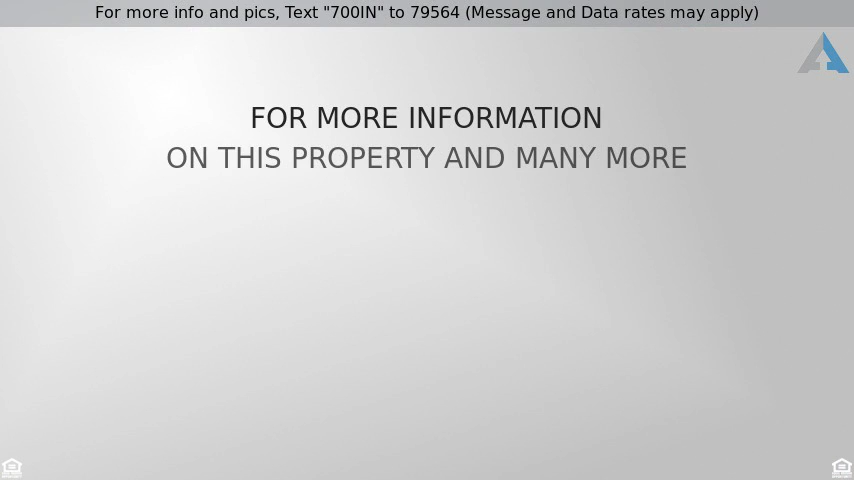 For more info and pics, Text "700IN" to 79564 (Message and Data rates may apply)
FOR MORE INFORMATION
ON THIS PROPERTY AND MANY MORE